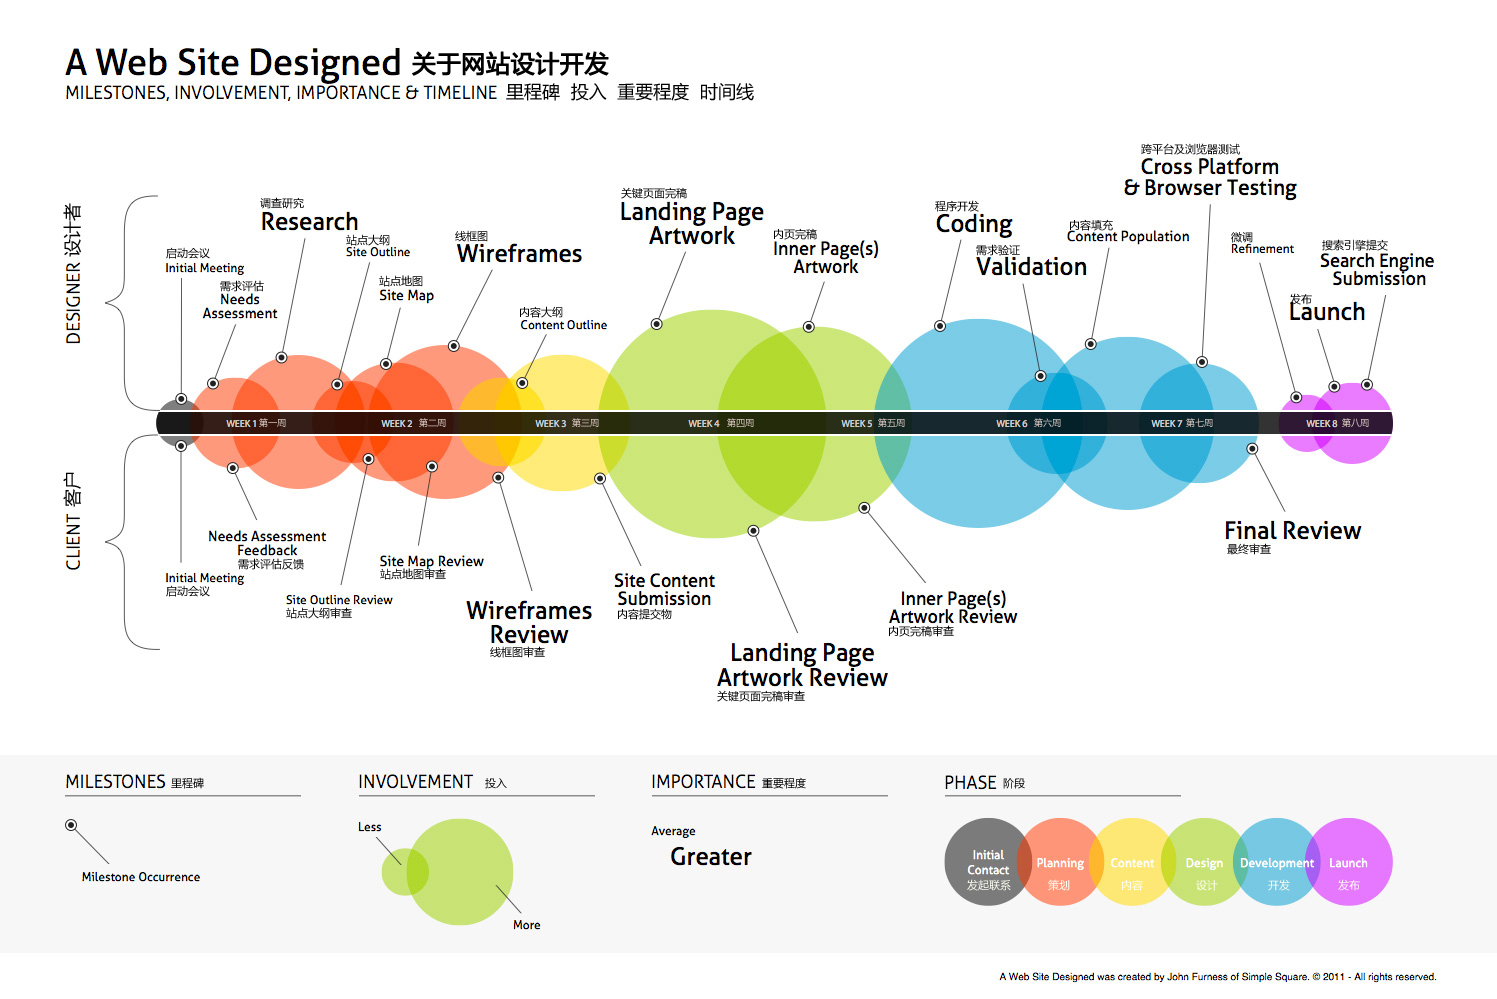 A Web Site Designed 关于网站设计开发
MILESTONES, INVOLVEMENT, IMPORTANCE & TIMELINE 里程碑 投入 重要程度 时间线
DESIGNER 设计者
启动会议
Initial Meeting
需求评估
Needs
Assessment
调查研究
Research
站点大纲
Site Outline
站点地图
Site Map
线框图
Wireframes
内容大纲
Content Outline
关键页面完稿
Landing Page
Artwork
内页完稿
Inner Page(s)
Artwork
程序开发
Coding
需求验证
Validation
内容填充
Content Population
跨平台及浏览器测试
Cross Platform
& Browser Testing
微调
Refinement
发布
Launch
搜索引擎提交
Search Engine
Submission
WEEK 1 第一周
WEEK 2 第二周
WEEK 3 第三周
WEEK 4 第四周
WEEK 5 第五周
WEEK 6 第六周
WEEK 7 第七周
WEEK 8 第八周
CLIENT 客户
Initial Meeting
启动会议
Needs Assessment
Feedback
需求评估反馈
Site Outline Review
站点大纲审查
Site Map Review
站点地图审查
Wireframes
Review
线框图审查
Site Content
Submission
内容提交物
Landing Page
Artwork Review
关键页面完稿审查
Inner Page(s)
Artwork Review
内页完稿审查
Final Review
最终审查
MILESTONES 里程碑
Milestone Occurrence
INVOLVEMENT 投入
Less
More
IMPORTANCE 重要程度
Average
Greater
PHASE 阶段
Initial
Contact
发起联系
Planning
策划
Content
内容
Design
设计
Development
开发
Launch
发布
A Web Site Designed was created by John Furness of Simple Square. © 2011 - All rights reserved.